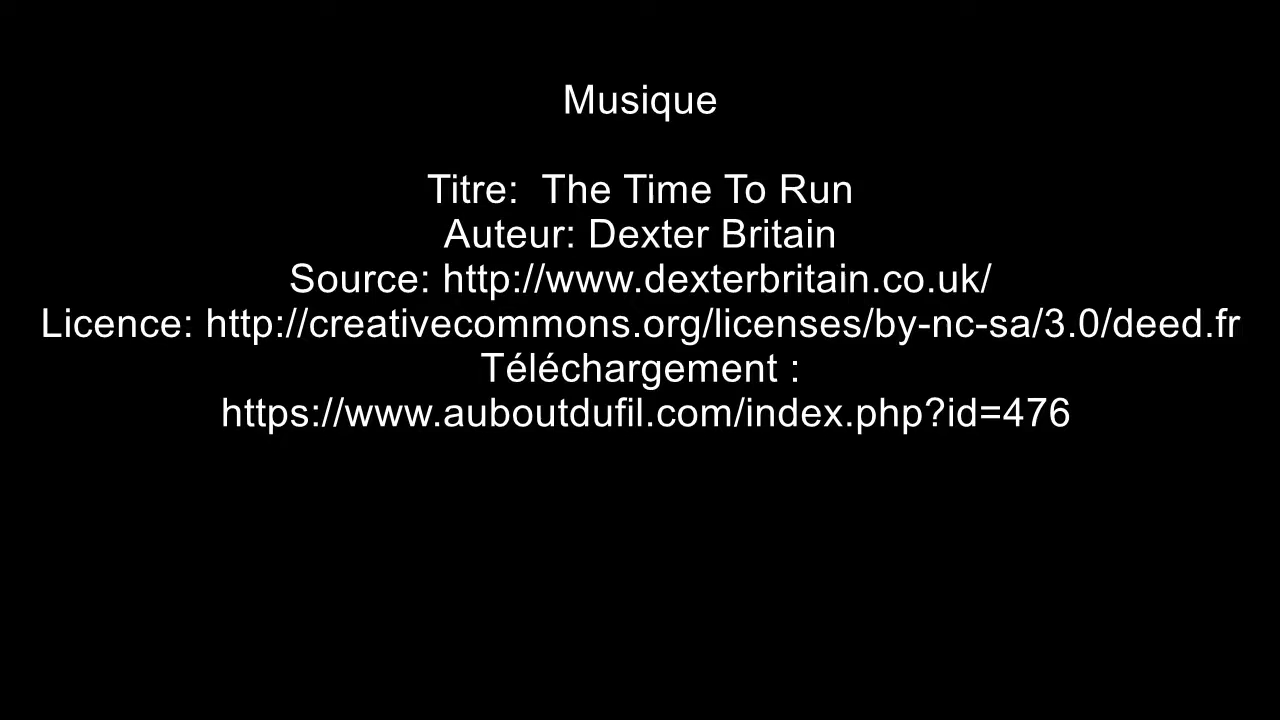 Musique
Titre:  The Time To Run
Auteur: Dexter Britain
Source: http://www.dexterbritain.co.uk/
Licence: http://creativecommons.org/licenses/by-nc-sa/3.0/deed.fr
Téléchargement :
https://www.auboutdufil.com/index.php?id=476